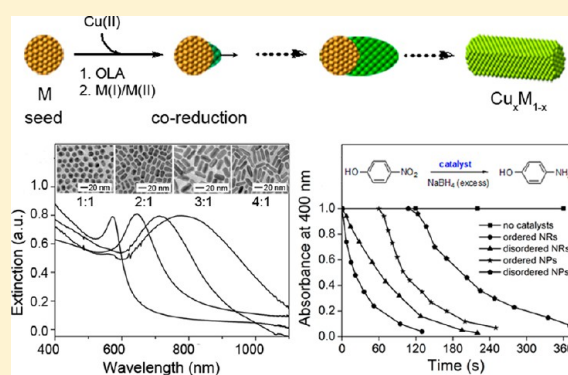 Cu(II)
M
seed
1. OLA
2. M(I)/M(II)
co-reduction
CuₓM₁₋ₓ
20 nm 20 nm 20 nm 20 nm
1:1 2:1 3:1 4:1
Extinction (a.u.)
1.0
0.8
0.6
0.4
0.2
0.0
400 600 800 1000
Wavelength (nm)
HO NO₂ catalyst HO NH
NaBH₄ (excess)
Absorbance at 400 nm
1.0
0.8
0.6
0.4
0.2
0.0
no catalysts
ordered NRs
disordered NRs
ordered NPs
disordered NPs
0 60 120 180 240 300 360
Time (s)